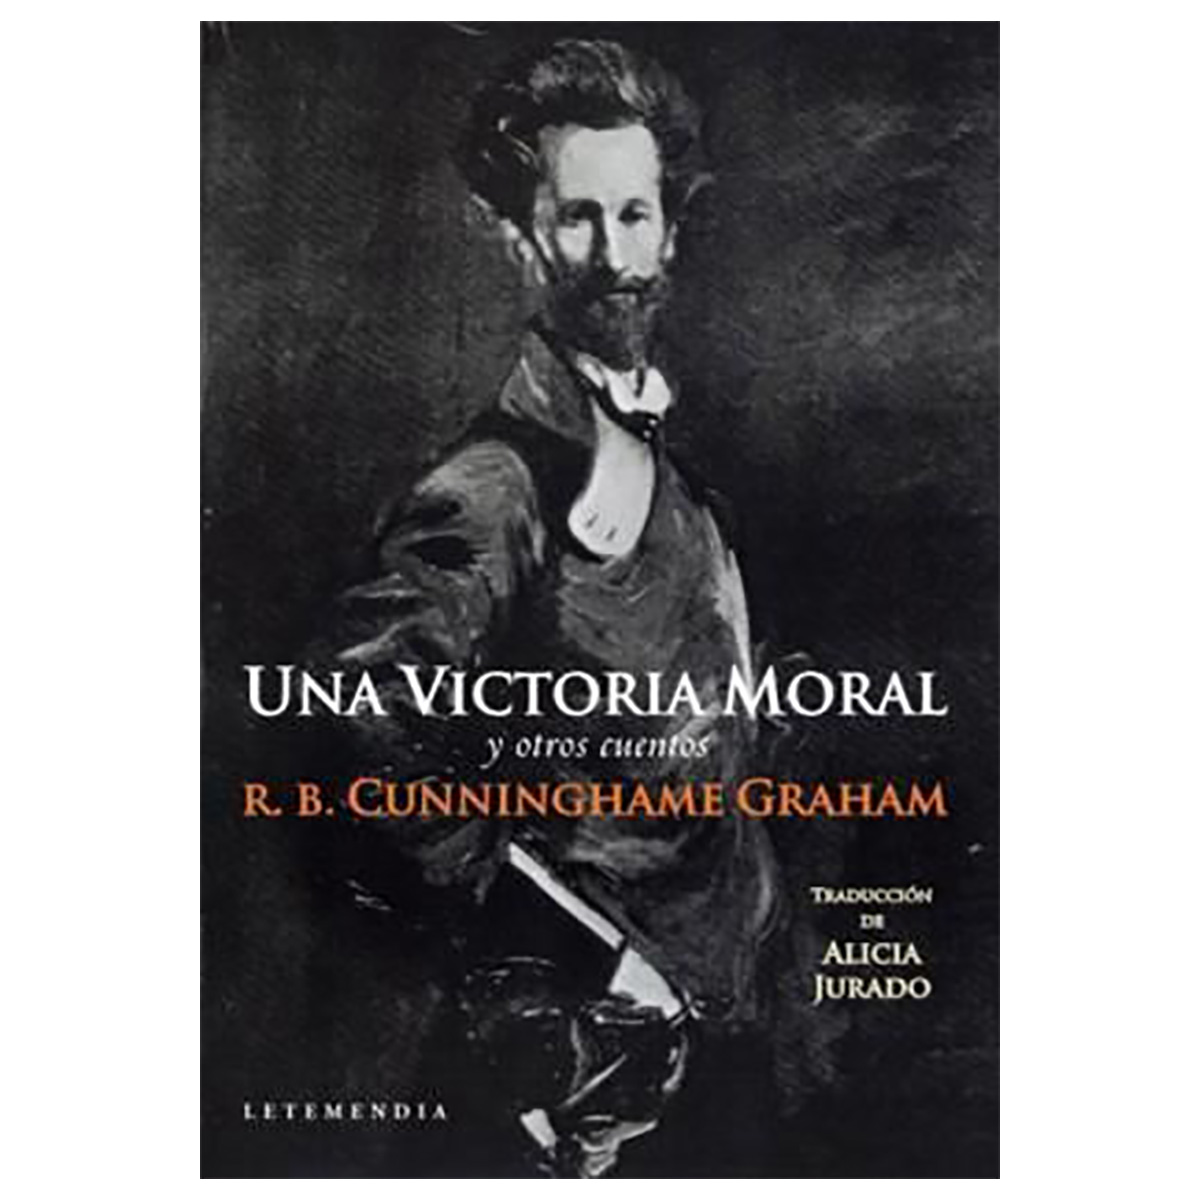 UNA VICTORIA MORAL
y otros cuentos
R. B. CUNNINGHAME GRAHAM
TRADUCCIÓN
DE
ALICIA
JURADO
LETEMENDIA